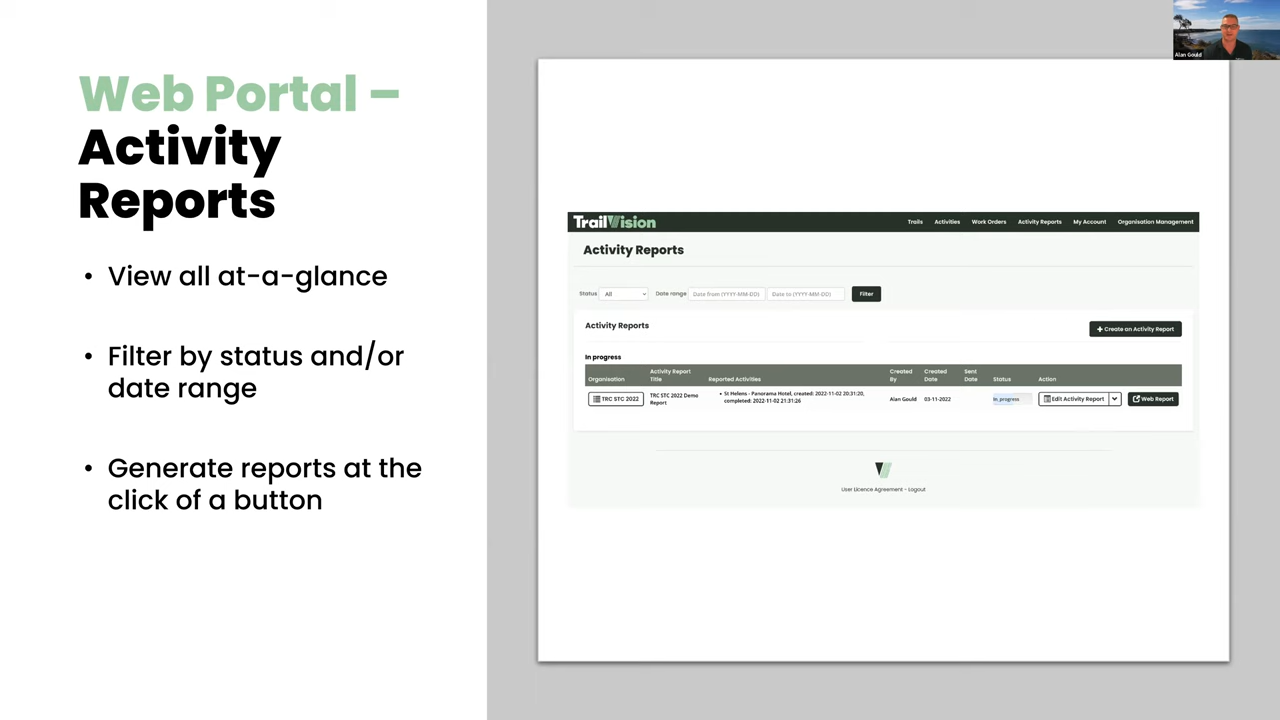 Web Portal –
Activity
Reports
• View all at-a-glance
• Filter by status and/or
date range
• Generate reports at the
click of a button
Alan Gould
TrailVision
Trails Activities Work Orders Activity Reports My Account Organisation Management
Activity Reports
Status All Date range Date from (YYYY-MM-DD) Date to (YYYY-MM-DD) Filter
Activity Reports
+ Create an Activity Report
In progress
Organisation Activity Report Title Reported Activities Created By Created Date Sent Date Status Action
TRC STC 2022 TRC STC 2022 Demo Report • St Helens - Panorama Hotel, created: 2022-11-02 20:31:20, completed: 2022-11-02 21:31:26 Alan Gould 03-11-2022 In progress Edit Activity Report Web Report
User Licence Agreement - Logout